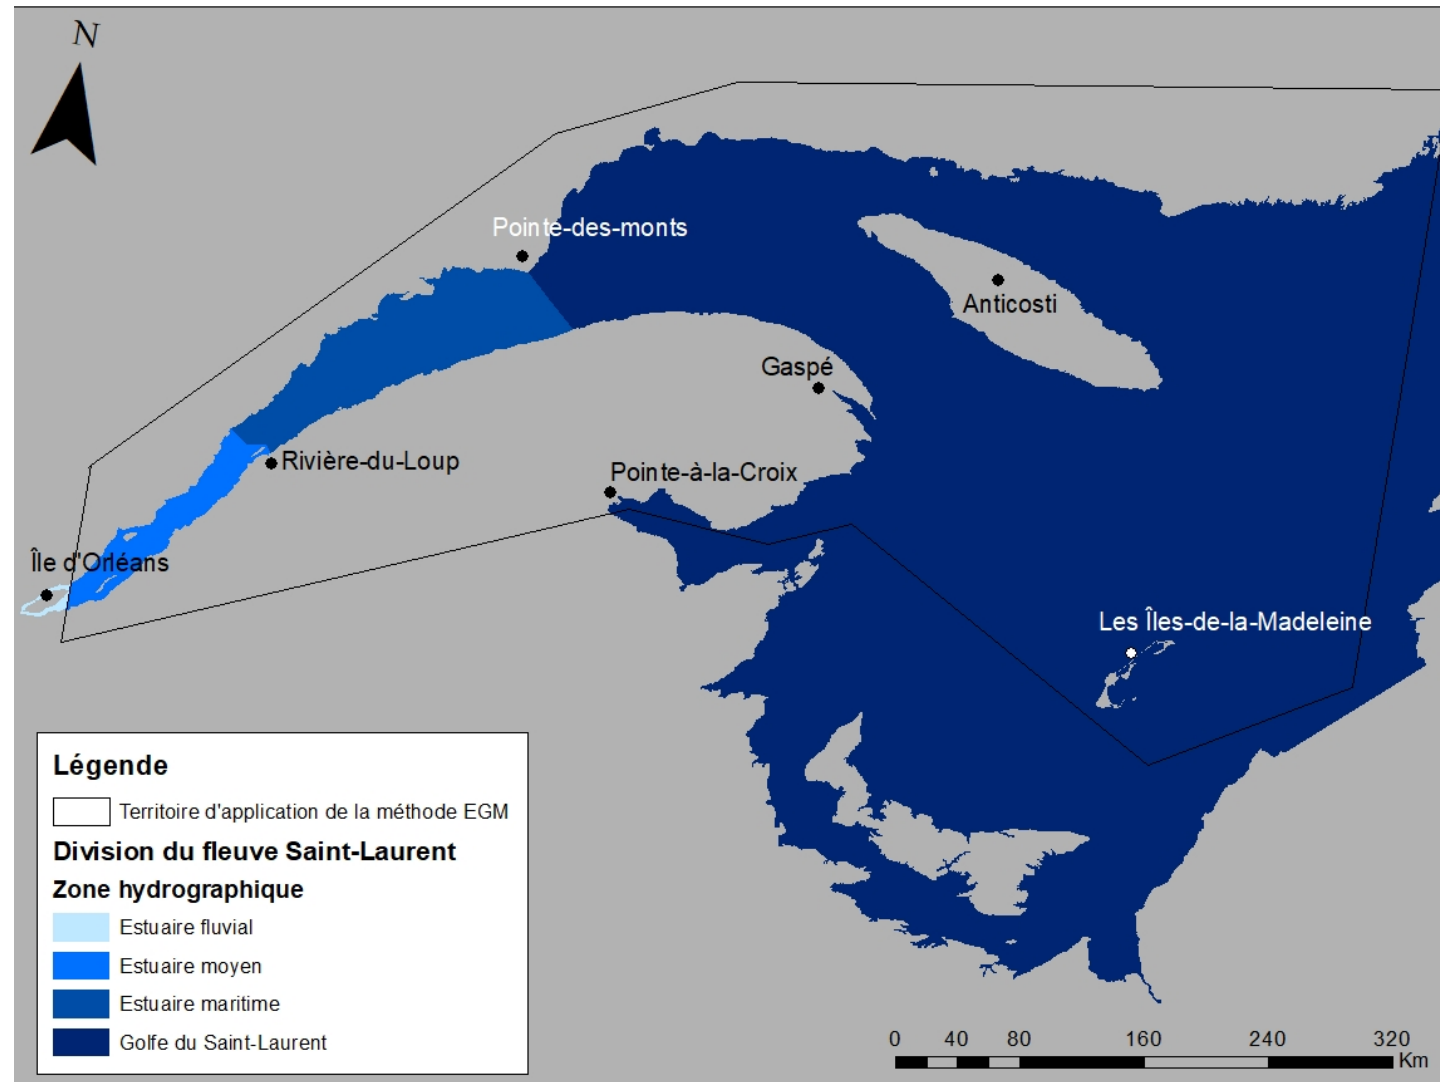 N
Pointe-des-monts
Anticosti
Gaspé
Rivière-du-Loup
Pointe-à-la-Croix
Île d'Orléans
Les Îles-de-la-Madeleine
Légende
Territoire d'application de la méthode EGM
Division du fleuve Saint-Laurent
Zone hydrographique
Estuaire fluvial
Estuaire moyen
Estuaire maritime
Golfe du Saint-Laurent
0 40 80 160 240 320
Km